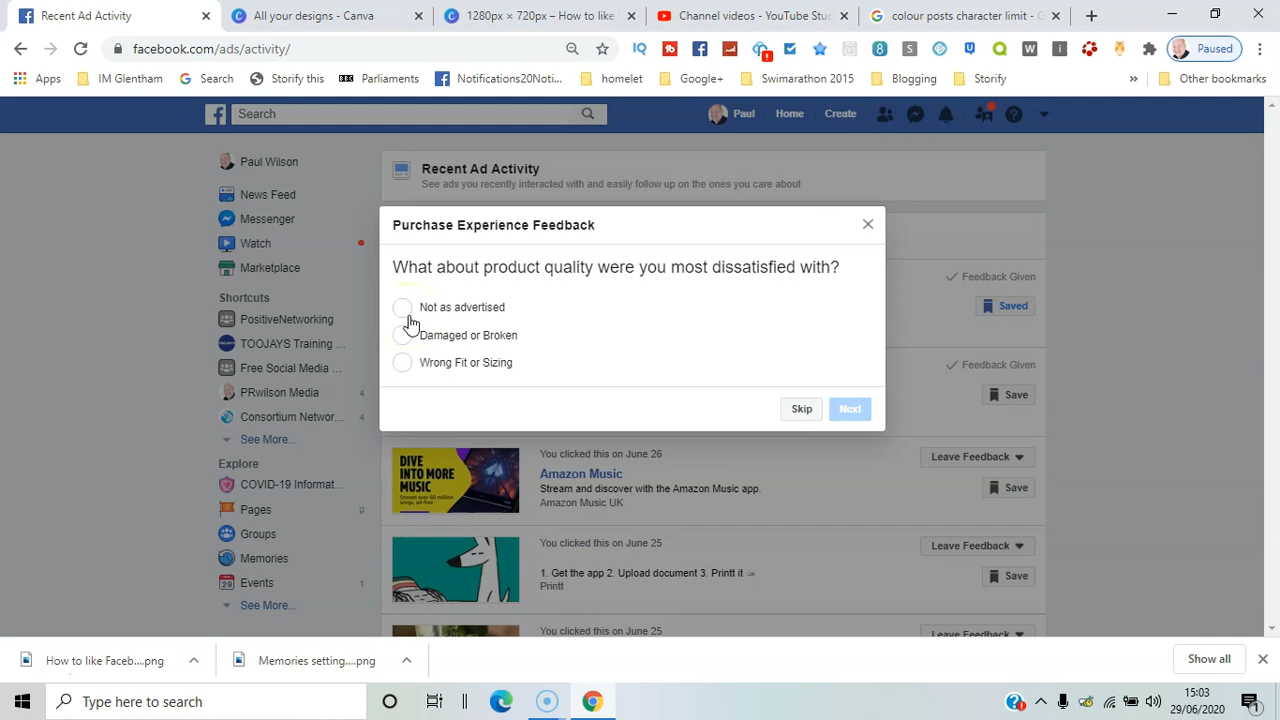 Recent Ad Activity
All your designs - Canva
1280px × 720px – How to like
Channel videos - YouTube Stu
colour posts character limit - G
facebook.com/ads/activity/
Paused
Apps
IM Glentham
Search
Storify this
Parliaments
Notifications20Noti...
homelet
Google+
Swimarathon 2015
Blogging
Storify
»
Other bookmarks
Search
Paul
Home
Create
Paul Wilson
News Feed
Messenger
Watch
Marketplace
Shortcuts
PositiveNetworking
TOOJAYS Training ...
Free Social Media ...
PRwilson Media 4
Consortium Networ... 4
See More...
Explore
COVID-19 Informat...
Pages
Groups
Memories
Events 1
See More...
Recent Ad Activity
See ads you recently interacted with and easily follow up on the ones you care about
Purchase Experience Feedback
What about product quality were you most dissatisfied with?
Not as advertised
Damaged or Broken
Wrong Fit or Sizing
Skip
Next
Feedback Given
Saved
Feedback Given
Save
DIVE
INTO MORE
MUSIC
You clicked this on June 26
Amazon Music
Stream and discover with the Amazon Music app.
Amazon Music UK
Leave Feedback
Save
You clicked this on June 25
1. Get the app 2. Upload document 3. Printt it
Printt
Leave Feedback
Save
You clicked this on June 25
Leave Feedback
How to like Faceb....png
Memories setting....png
Show all
Type here to search
15:03
29/06/2020